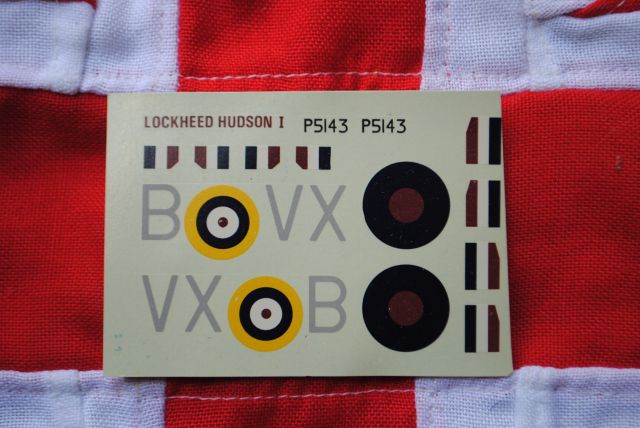 LOCKHEED HUDSON I P5143 P5143
B VX
VX B